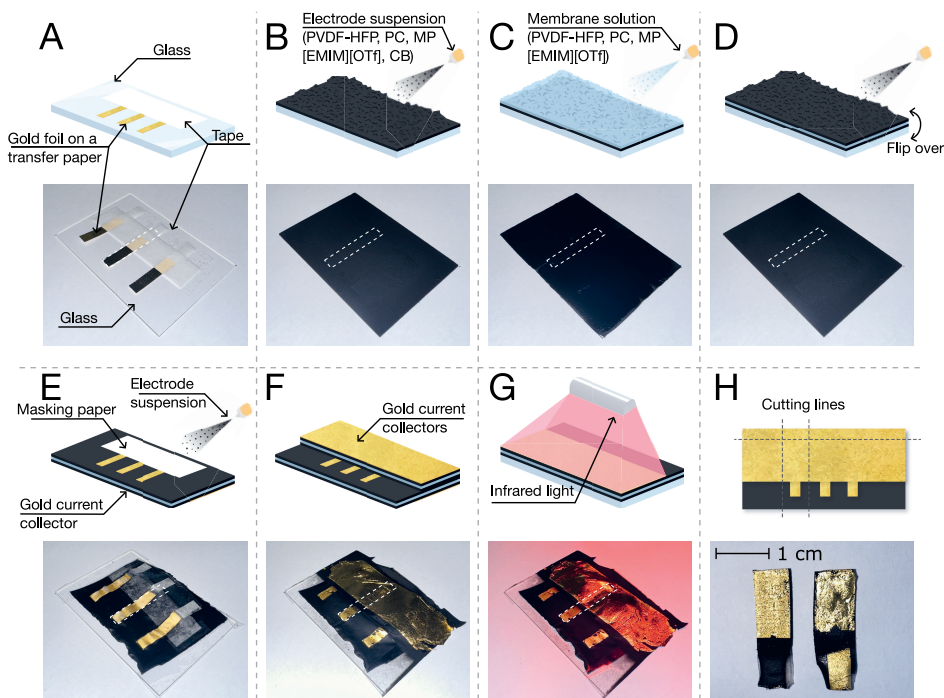 A
Glass
Gold foil on a
transfer paper
Tape
Glass
B
Electrode suspension
(PVDF-HFP, PC, MP
[EMIM][OTf], CB)
C
Membrane solution
(PVDF-HFP, PC, MP
[EMIM][OTf])
D
Flip over
E
Masking paper
Electrode
suspension
Gold current
collector
F
Gold current
collectors
G
Infrared light
H
Cutting lines
1 cm